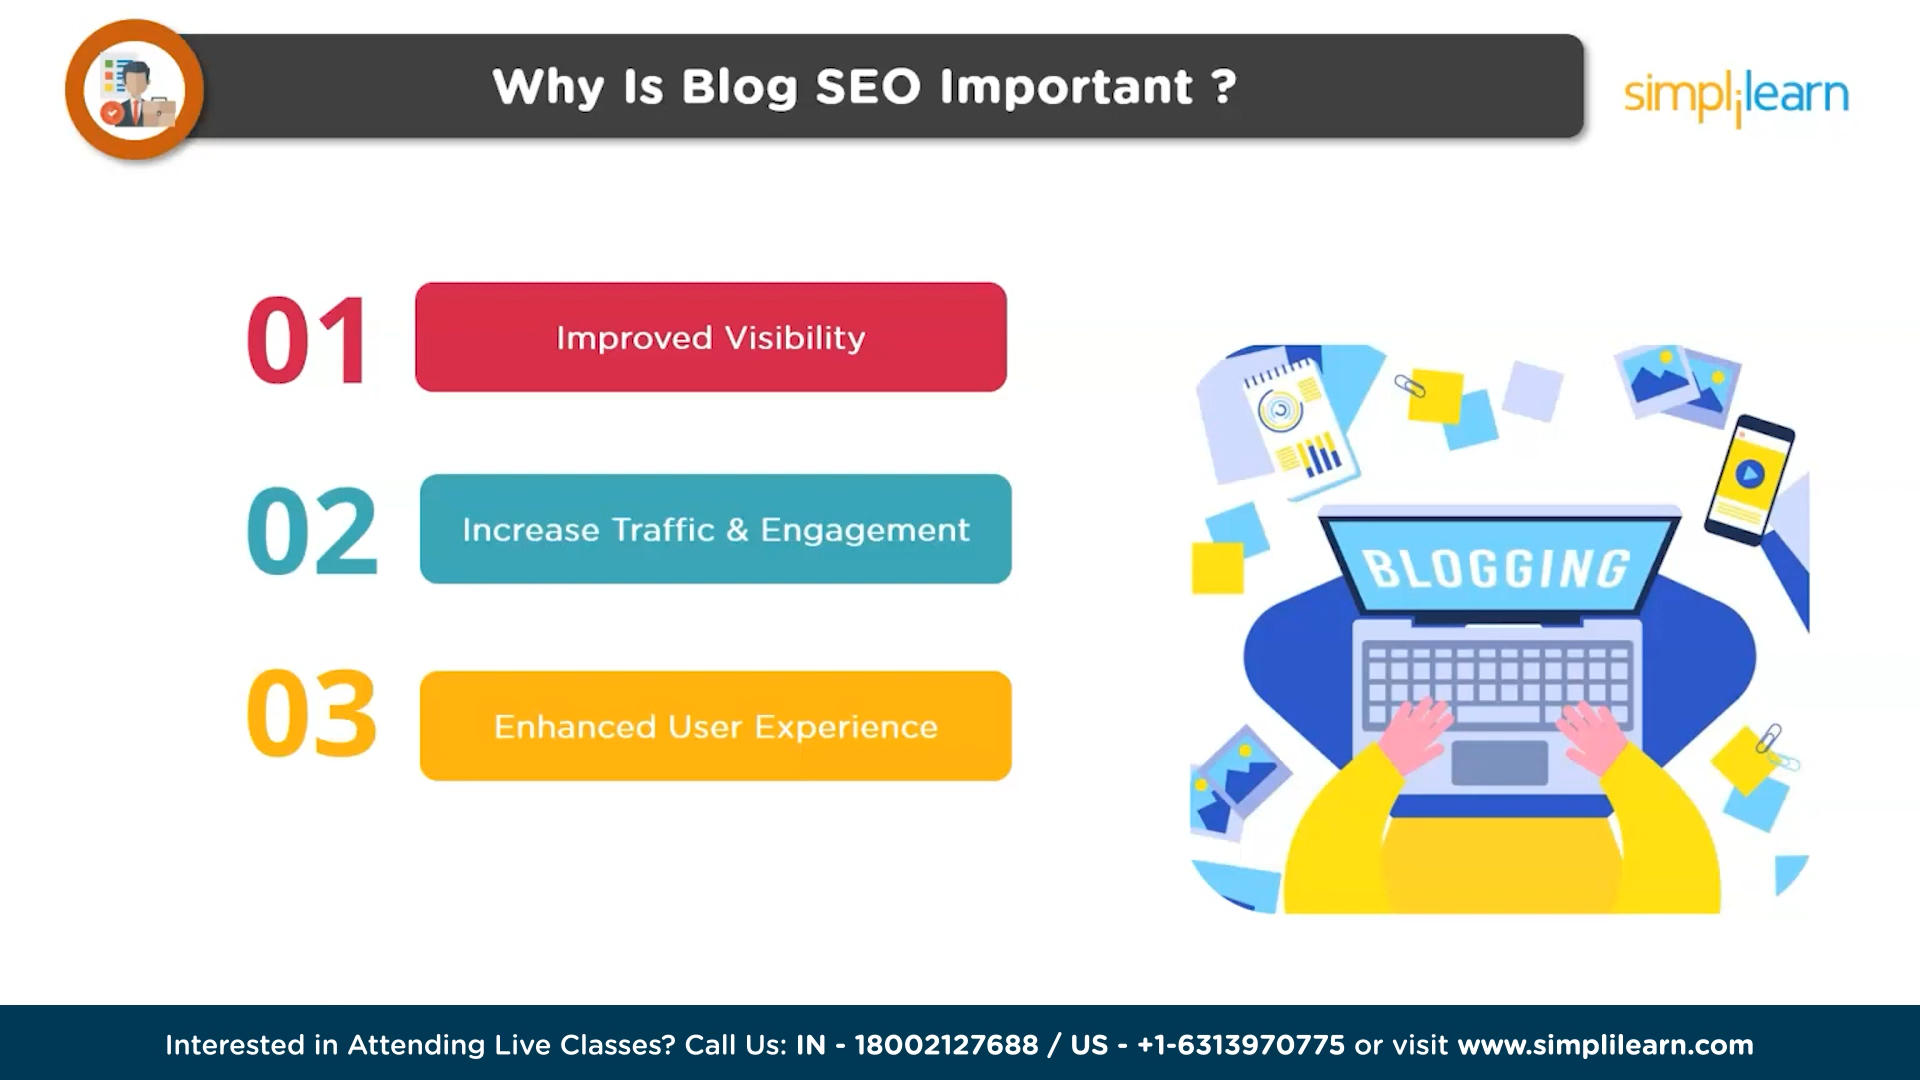 Why Is Blog SEO Important ?
simplilearn
01
Improved Visibility
02
Increase Traffic & Engagement
03
Enhanced User Experience
BLOGGING
Interested in Attending Live Classes? Call Us: IN - 18002127688 / US - +1-6313970775 or visit www.simplilearn.com